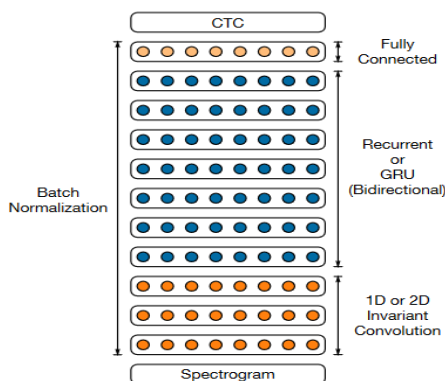 CTC
Fully
Connected
Recurrent
or
GRU
(Bidirectional)
Batch
Normalization
1D or 2D
Invariant
Convolution
Spectrogram